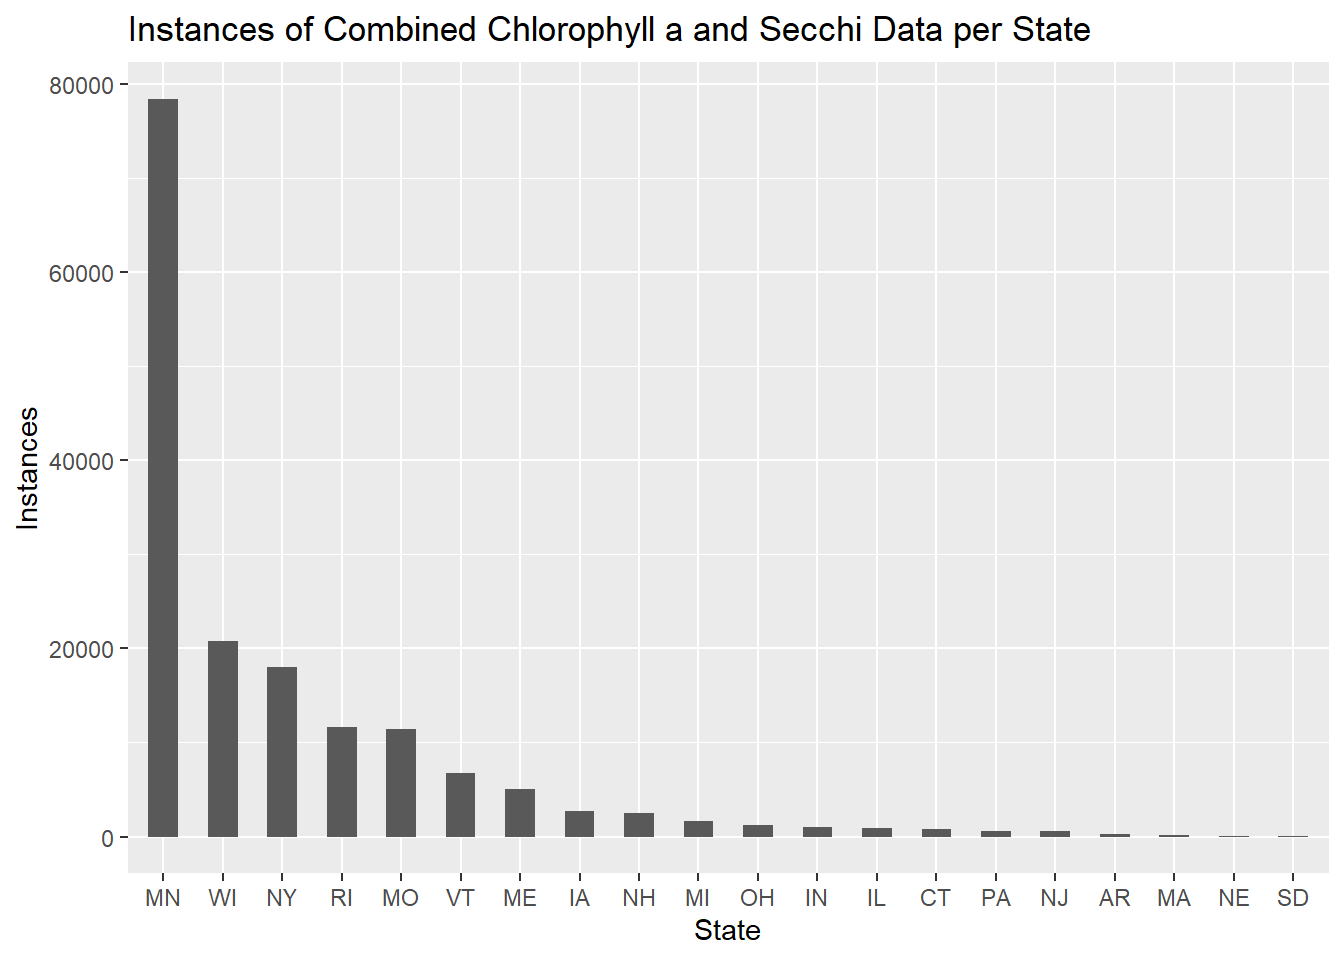 Instances of Combined Chlorophyll a and Secchi Data per State
80000
60000
40000
20000
0
Instances
MN WI NY RI MO VT ME IA NH MI OH IN IL CT PA NJ AR MA NE SD
State